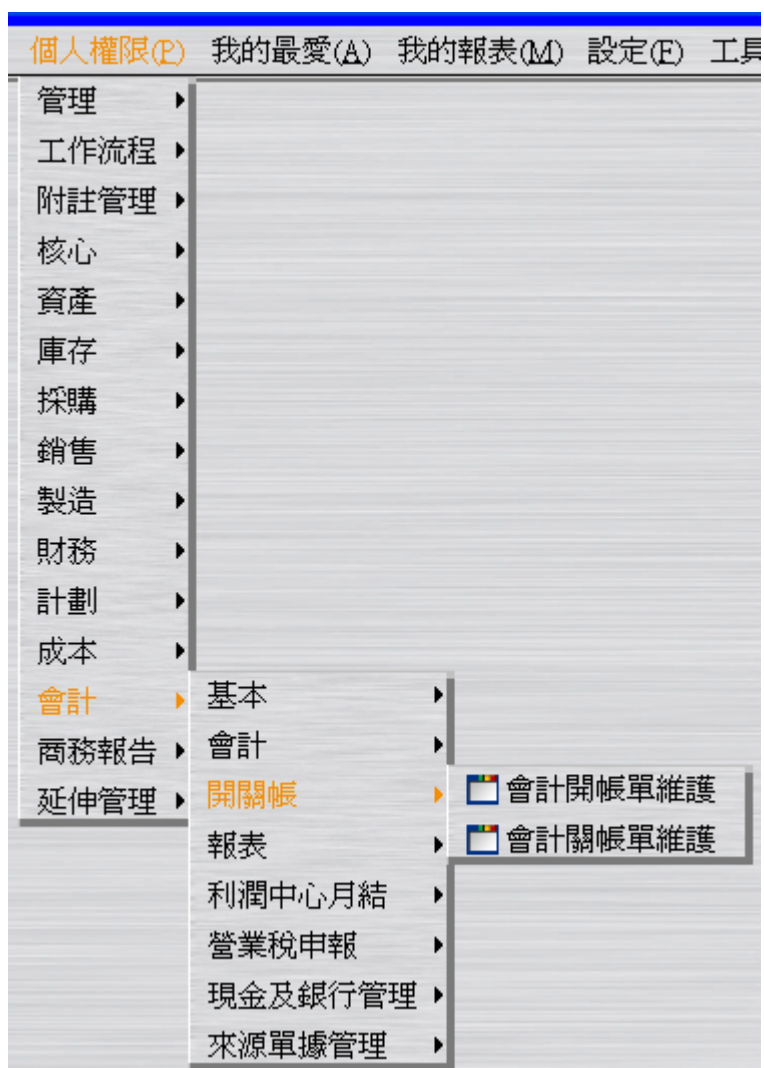 個人權限(P) 我的最愛(A) 我的報表(M) 設定(F) 工具
管理
工作流程
附註管理
核心
資產
庫存
採購
銷售
製造
財務
計劃
成本
會計
商務報告
延伸管理
基本
會計
開關帳
報表
利潤中心月結
營業稅申報
現金及銀行管理
來源單據管理
會計開帳單維護
會計關帳單維護